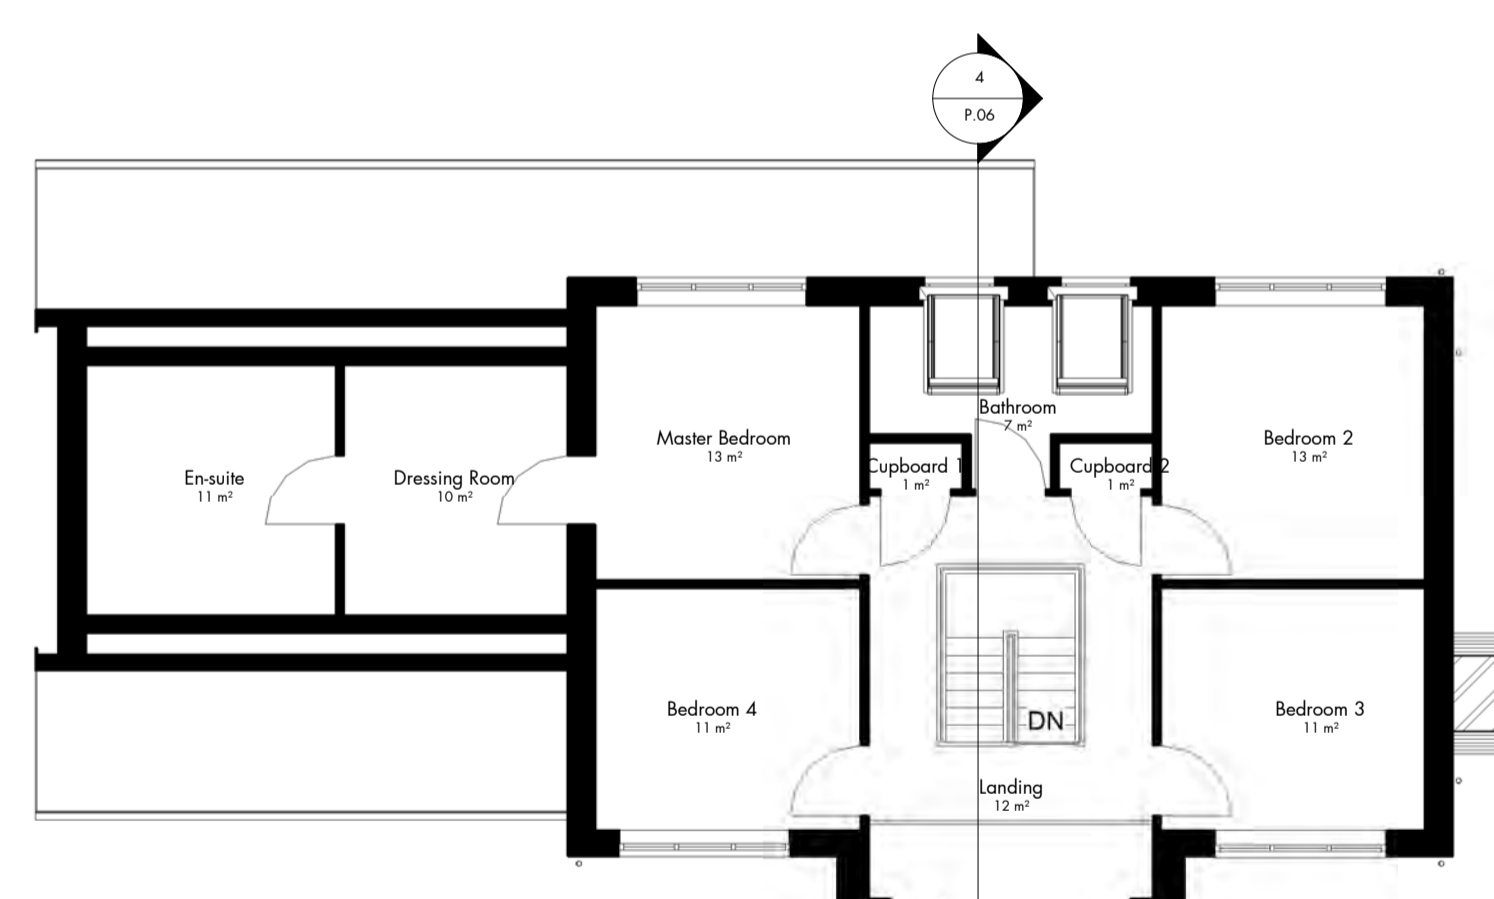 4
P.06
Bathroom
7 m²
Master Bedroom
13 m²
Bedroom 2
13 m²
Cupboard 1
1 m²
Cupboard 2
1 m²
En-suite
11 m²
Dressing Room
10 m²
Bedroom 4
11 m²
DN
Bedroom 3
11 m²
Landing
12 m²